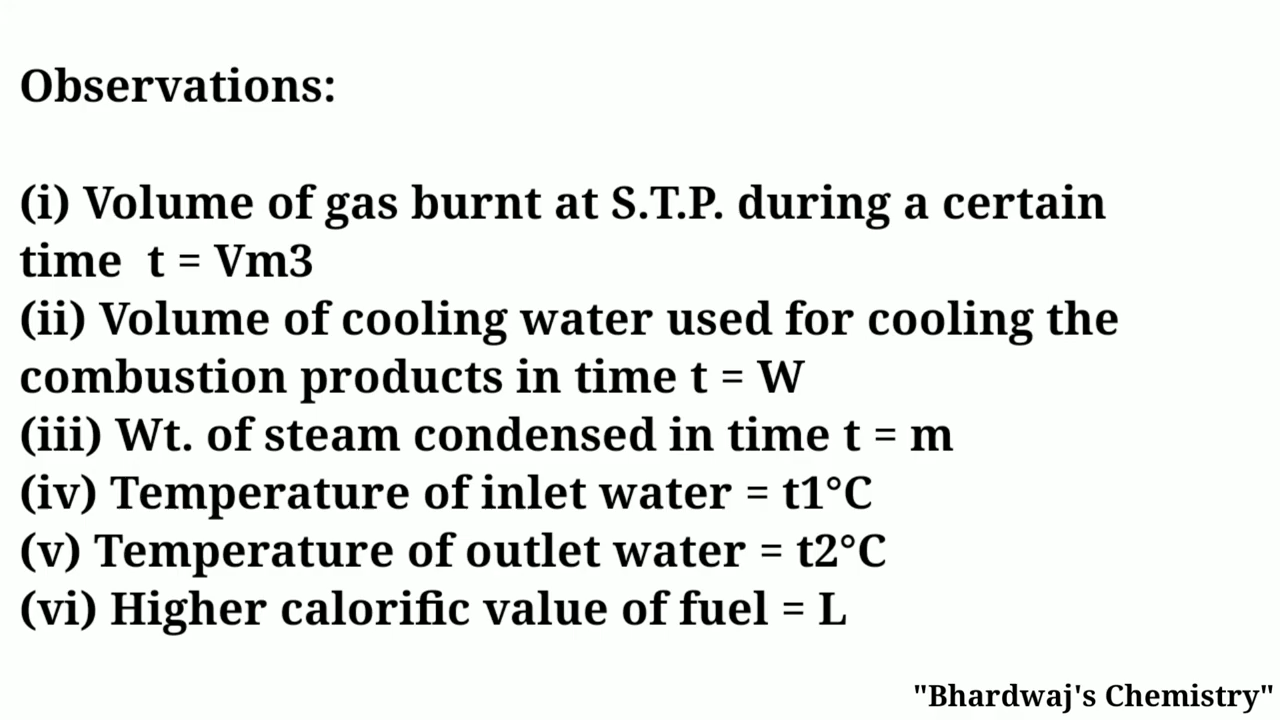 Observations:
(i) Volume of gas burnt at S.T.P. during a certain
time  t = Vm3
(ii) Volume of cooling water used for cooling the
combustion products in time t = W
(iii) Wt. of steam condensed in time t = m
(iv) Temperature of inlet water = t1°C
(v) Temperature of outlet water = t2°C
(vi) Higher calorific value of fuel = L
"Bhardwaj's Chemistry"